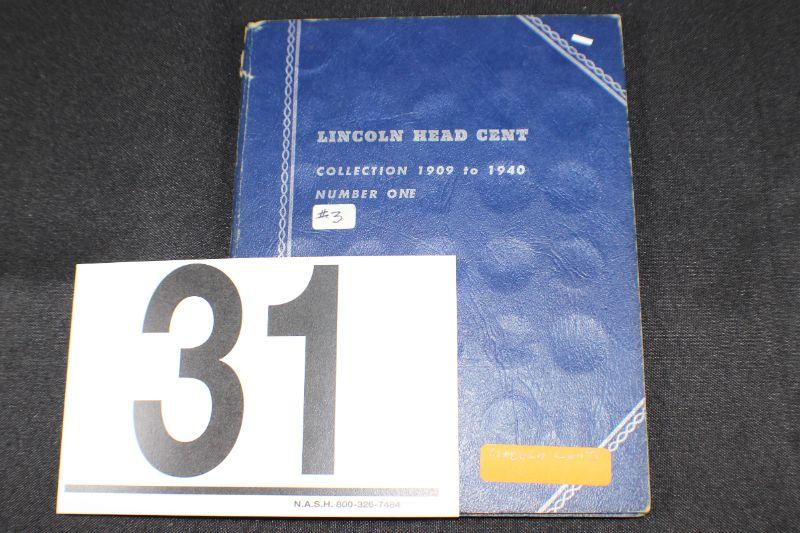 LINCOLN HEAD CENT
COLLECTION 1909 to 1940
NUMBER ONE
#3
31
N.A.S.H. 800-326-7484
LINCOLN CENTS